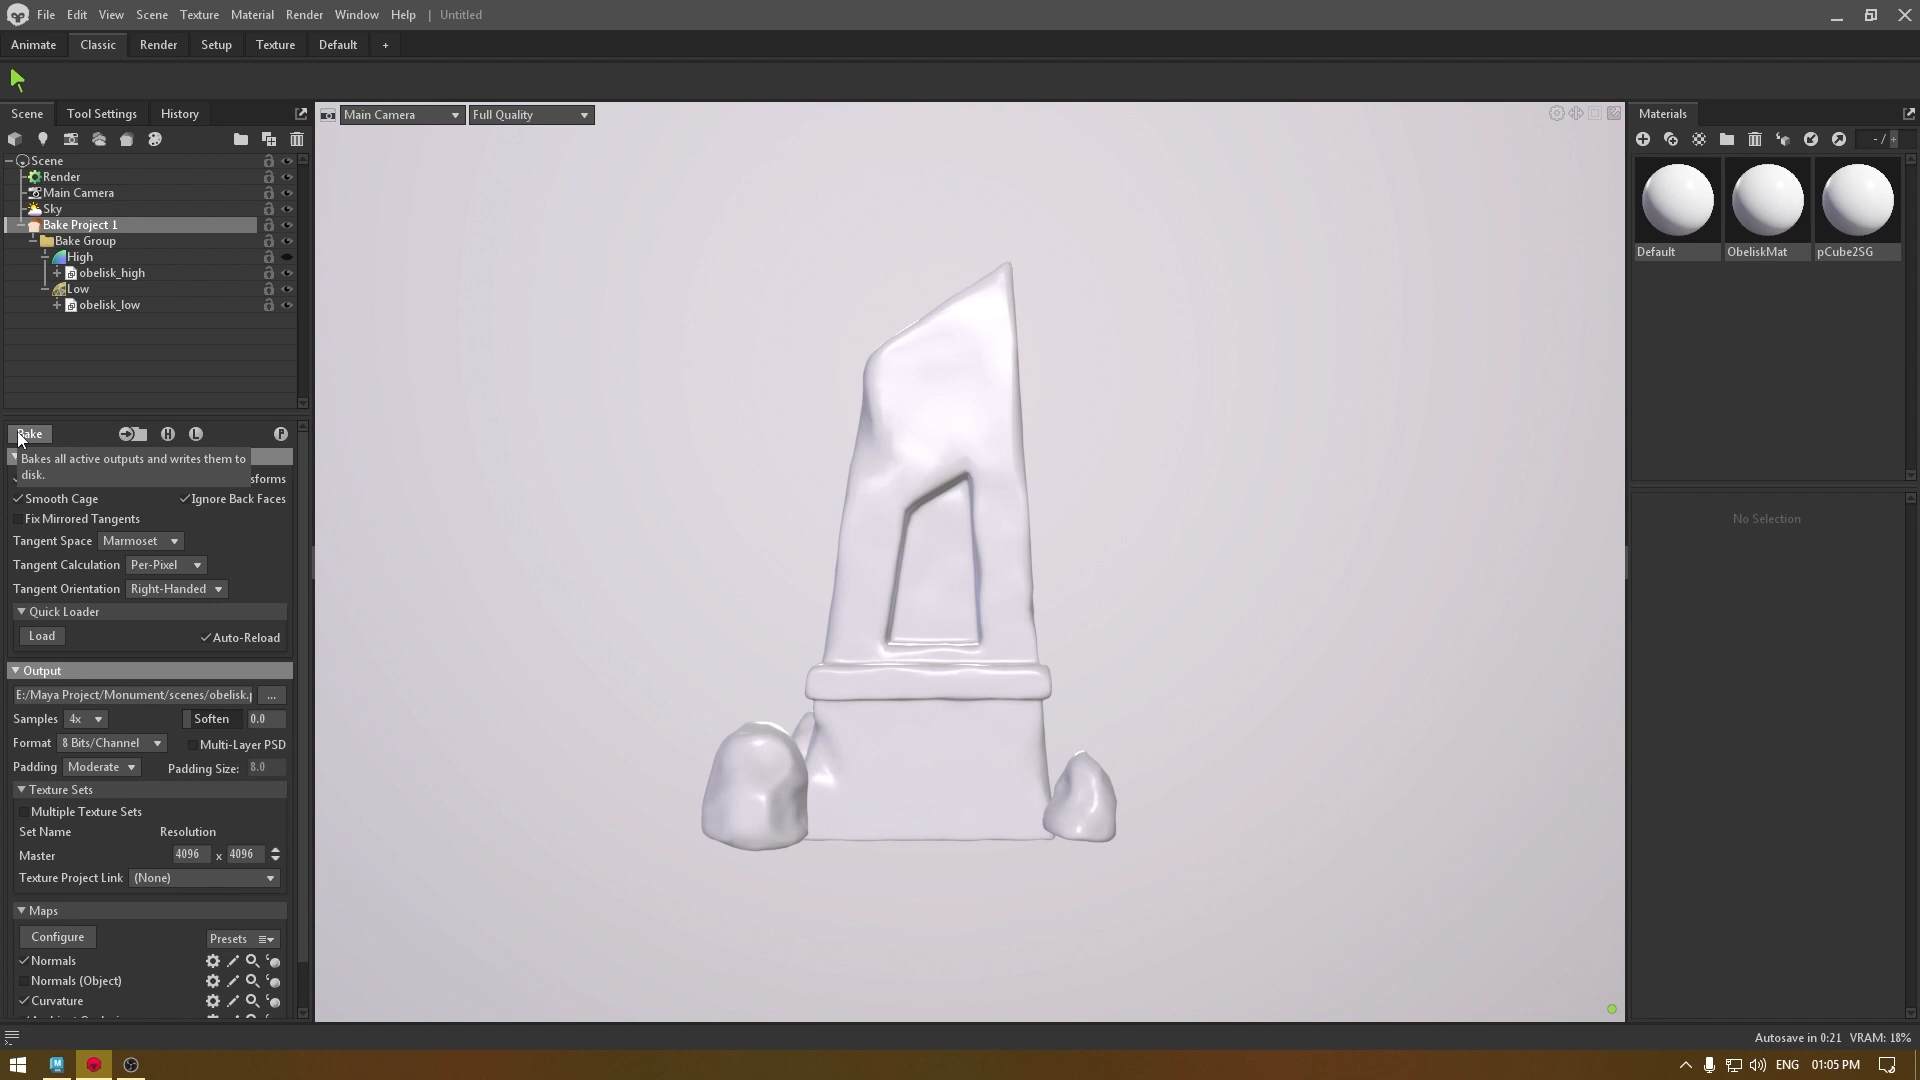 File Edit View Scene Texture Material Render Window Help | Untitled
Animate Classic Render Setup Texture Default +
Scene Tool Settings History
Main Camera Full Quality
Materials
- /
Scene
Render
Main Camera
Sky
Bake Project 1
Bake Group
High
obelisk_high
Low
obelisk_low
Default ObeliskMat pCube2SG
No Selection
Bake H L P
Bakes all active outputs and writes them to
disk.
sforms
Smooth Cage Ignore Back Faces
Fix Mirrored Tangents
Tangent Space Marmoset
Tangent Calculation Per-Pixel
Tangent Orientation Right-Handed
Quick Loader
Load Auto-Reload
Output
E:/Maya Project/Monument/scenes/obelisk. ...
Samples 4x Soften 0.0
Format 8 Bits/Channel Multi-Layer PSD
Padding Moderate Padding Size: 8.0
Texture Sets
Multiple Texture Sets
Set Name Resolution
Master 4096 x 4096
Texture Project Link (None)
Maps
Configure Presets
Normals
Normals (Object)
Curvature
Autosave in 0:21 VRAM: 18%
M ENG 01:05 PM